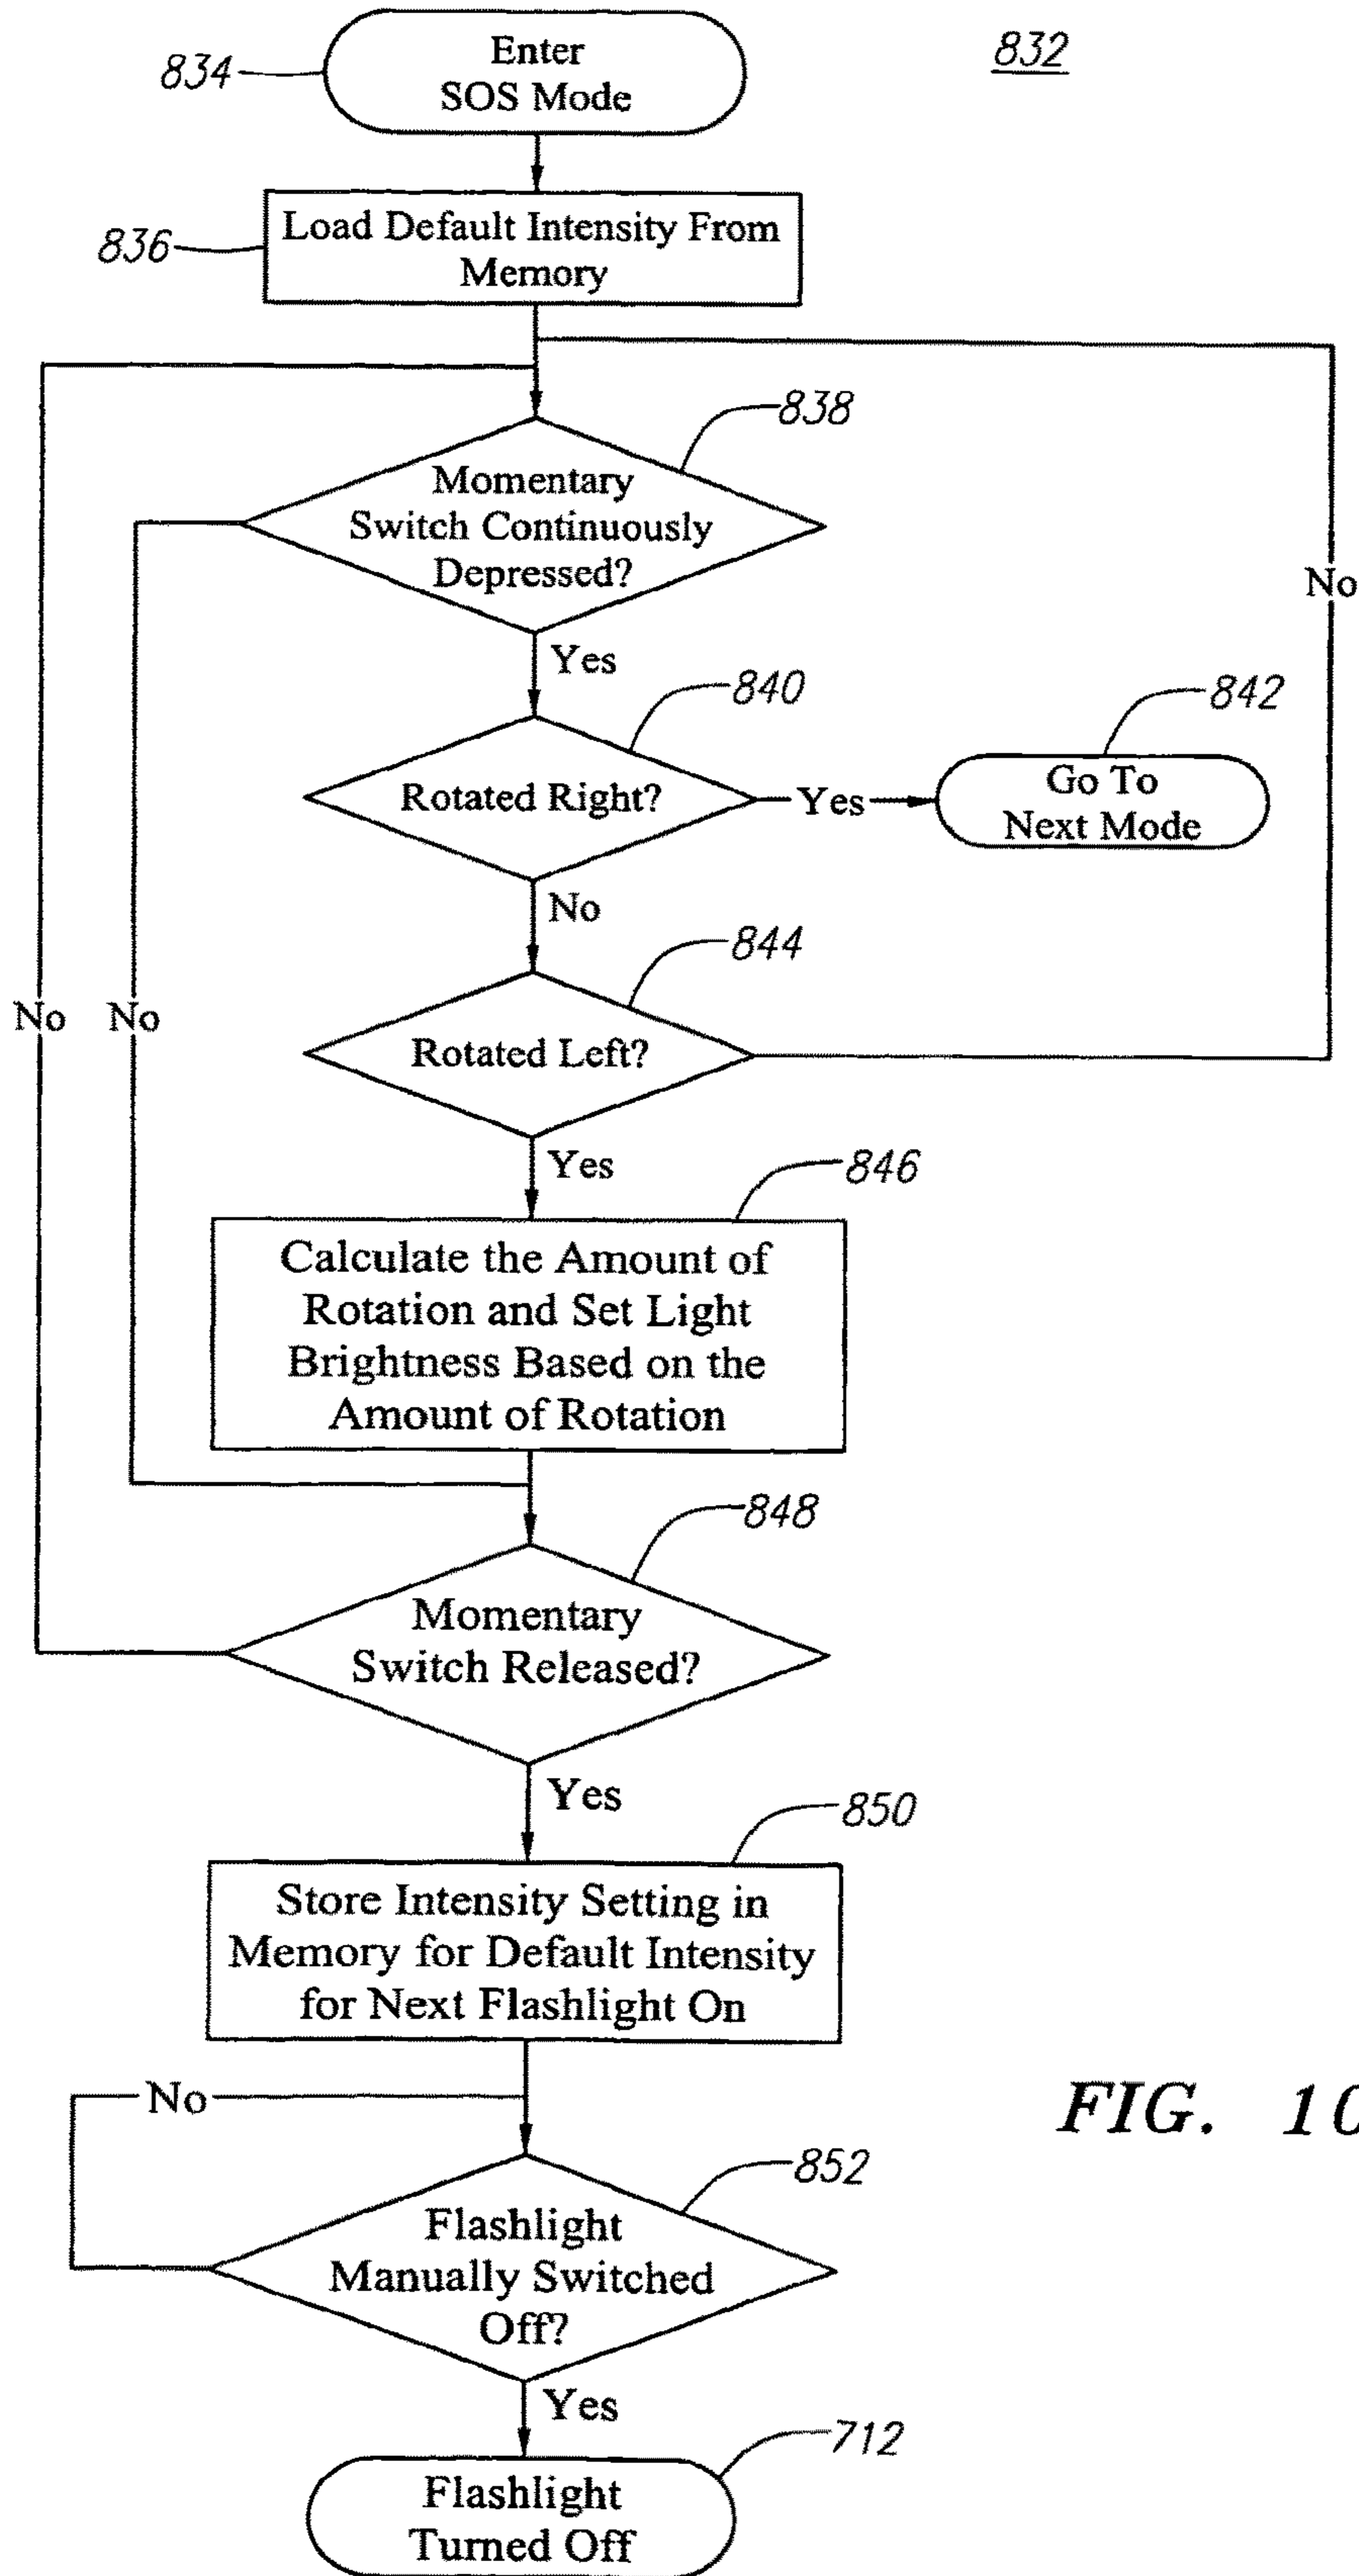 Enter
SOS Mode
834
832
Load Default Intensity From
Memory
836
Momentary
Switch Continuously
Depressed?
838
No
Yes
Rotated Right?
840
Yes
Go To
Next Mode
842
No
Rotated Left?
844
No
No
Yes
Calculate the Amount of
Rotation and Set Light
Brightness Based on the
Amount of Rotation
846
Momentary
Switch Released?
848
Yes
Store Intensity Setting in
Memory for Default Intensity
for Next Flashlight On
850
No
FIG. 10
Flashlight
Manually Switched
Off?
852
Yes
Flashlight
Turned Off
712